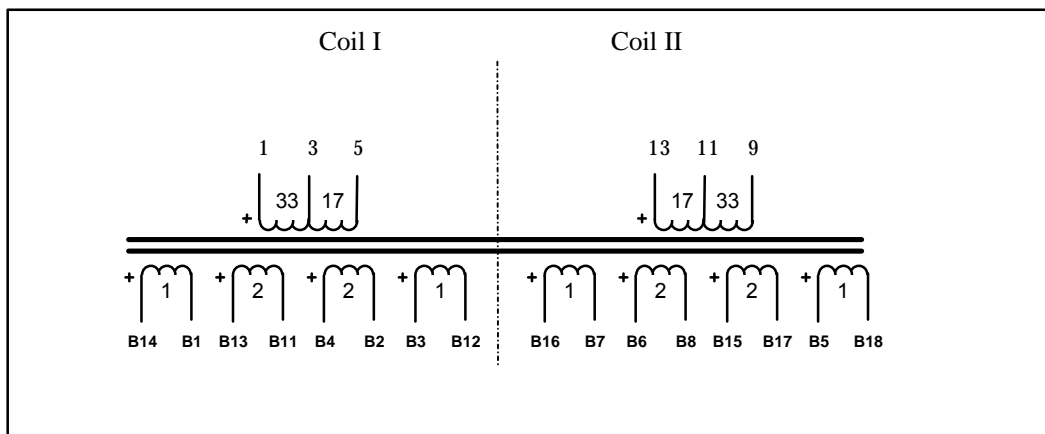 Coil I Coil II
1 3 5 13 11 9
33 17 17 33
+ +
+ + + + + + + +
1 2 2 1 1 2 2 1
B14 B1 B13 B11 B4 B2 B3 B12 B16 B7 B6 B8 B15 B17 B5 B18